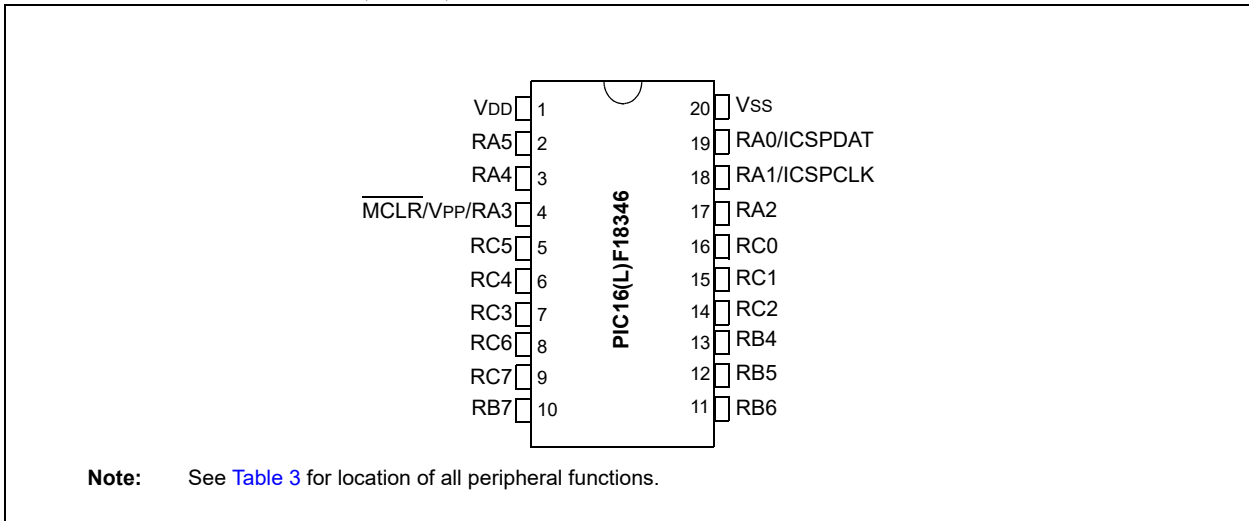 VDD 1 20 VSS
RA5 2 19 RA0/ICSPDAT
RA4 3 18 RA1/ICSPCLK
MCLR/VPP/RA3 4 17 RA2
RC5 5 16 RC0
RC4 6 15 RC1
RC3 7 14 RC2
RC6 8 13 RB4
RC7 9 12 RB5
RB7 10 11 RB6
PIC16(L)F18346
Note: See Table 3 for location of all peripheral functions.